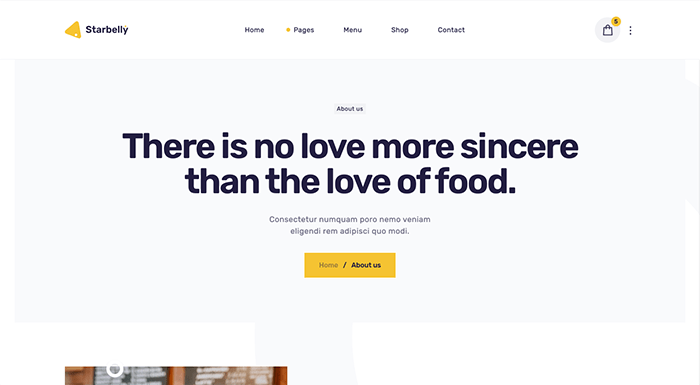 Starbelly
Home
Pages
Menu
Shop
Contact
5
About us
There is no love more sincere
than the love of food.
Consectetur numquam poro nemo veniam
eligendi rem adipisci quo modi.
Home / About us